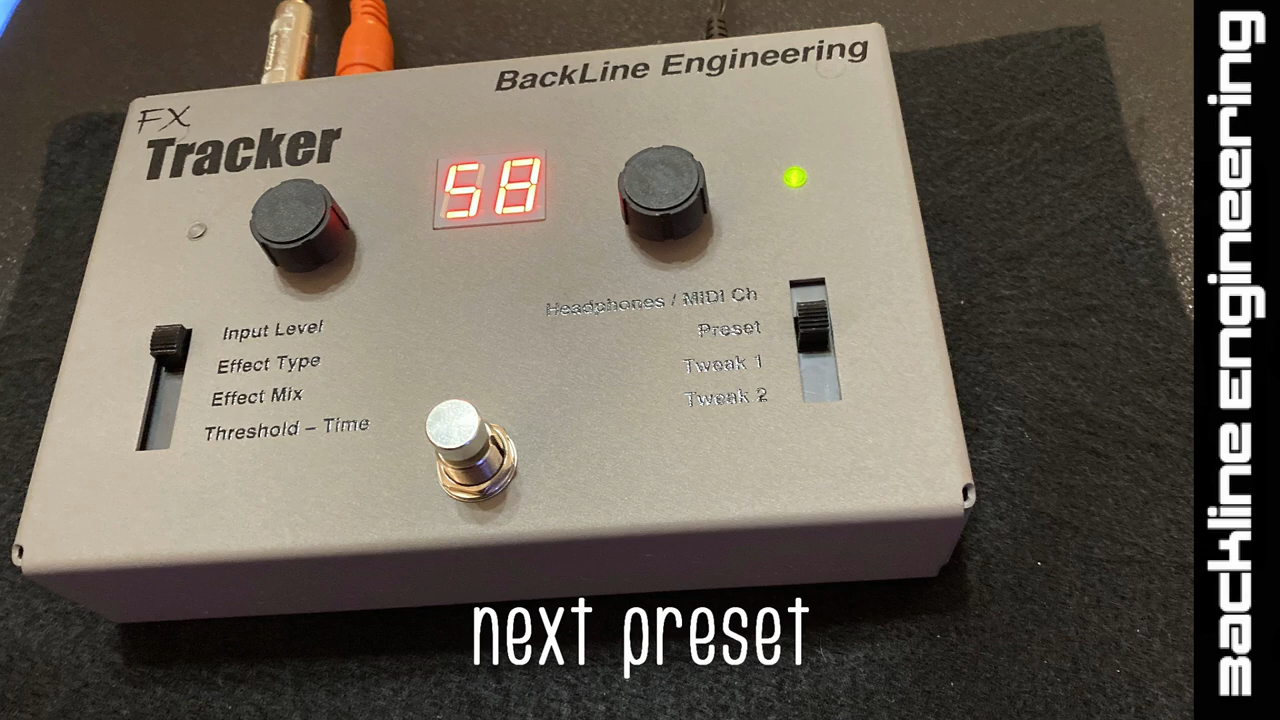 BackLine Engineering
FX
Tracker
58
Input Level
Effect Type
Effect Mix
Threshold – Time
Headphones / MIDI Ch
Preset
Tweak 1
Tweak 2
next preset
Backline Engineering